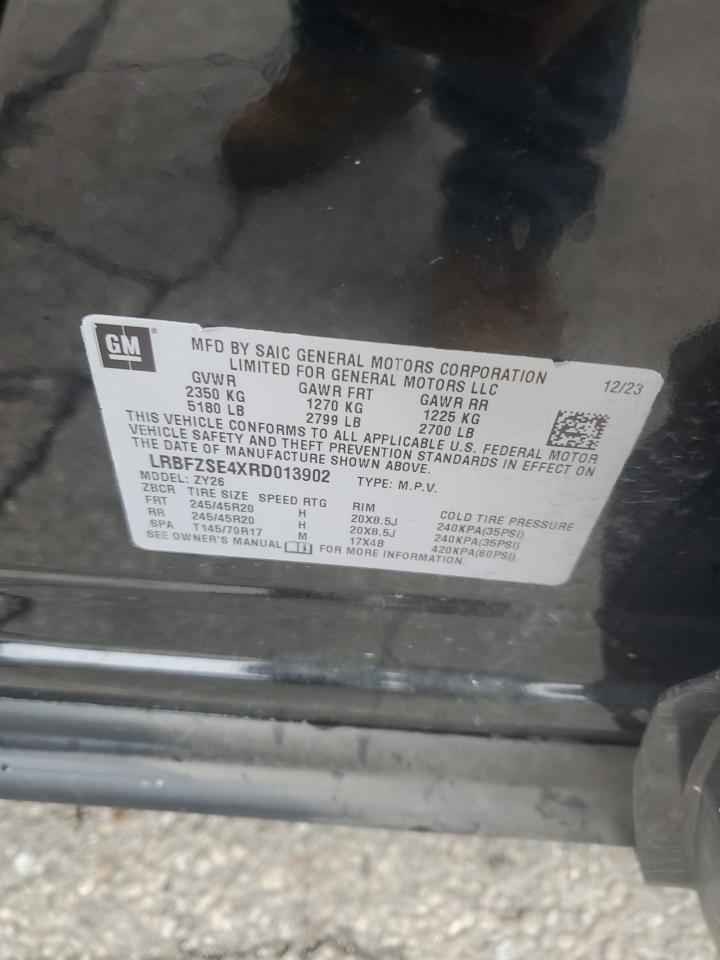 GM ®
MFD BY SAIC GENERAL MOTORS CORPORATION
LIMITED FOR GENERAL MOTORS LLC 12/23
GVWR GAWR FRT GAWR RR
2350 KG 1270 KG 1225 KG
5180 LB 2799 LB 2700 LB
THIS VEHICLE CONFORMS TO ALL APPLICABLE U.S. FEDERAL MOTOR
VEHICLE SAFETY AND THEFT PREVENTION STANDARDS IN EFFECT ON
THE DATE OF MANUFACTURE SHOWN ABOVE.
LRBFZSE4XRD013902 TYPE: M.P.V.
MODEL: ZY26
ZBCR TIRE SIZE SPEED RTG RIM COLD TIRE PRESSURE
FRT 245/45R20 H 20X8.5J 240KPA(35PSI)
RR 245/45R20 H 20X8.5J 240KPA(35PSI)
SPA T145/70R17 M 17X4B 420KPA(60PSI)
SEE OWNER'S MANUAL FOR MORE INFORMATION.